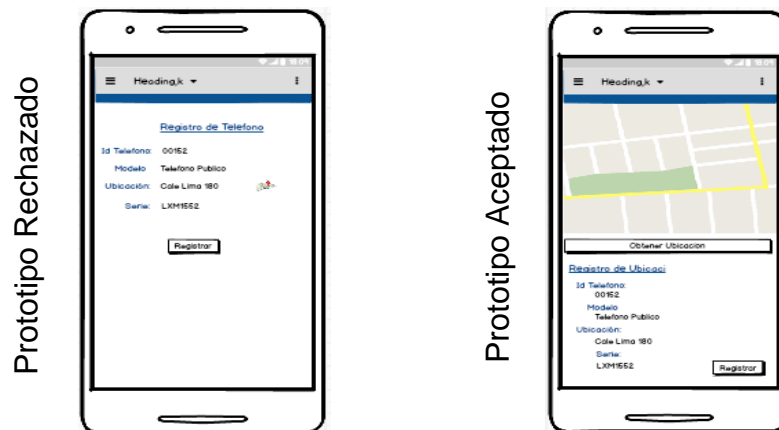 Prototipo Rechazado
Heading,k
Registro de Telefono
Id Telefono: 00152
Modelo Telefono Publico
Ubicación: Cale Lima 180
Serie: LXM1552
Registrar
Prototipo Aceptado
Heading,k
Obtener Ubicacion
Registro de Ubicaci
Id Telefono:
00152
Modelo
Telefono Publico
Ubicación:
Cale Lima 180
Serie:
LXM1552
Registrar